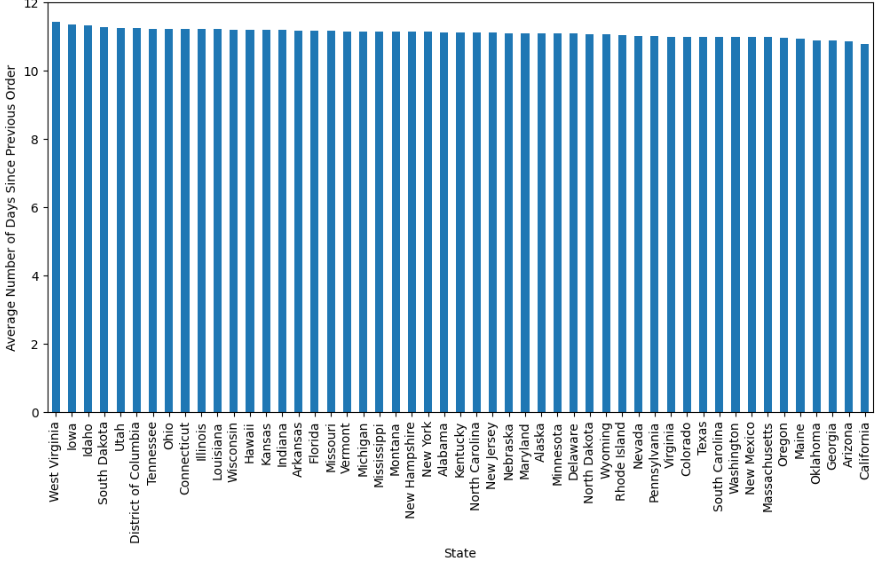 12
10
8
6
4
2
0
Average Number of Days Since Previous Order
West Virginia
Iowa
Idaho
South Dakota
Utah
District of Columbia
Tennessee
Ohio
Connecticut
Illinois
Louisiana
Wisconsin
Hawaii
Kansas
Indiana
Arkansas
Florida
Missouri
Vermont
Michigan
Mississippi
Montana
New Hampshire
New York
Alabama
Kentucky
North Carolina
New Jersey
Nebraska
Maryland
Alaska
Minnesota
Delaware
North Dakota
Wyoming
Rhode Island
Nevada
Pennsylvania
Virginia
Colorado
Texas
South Carolina
Washington
New Mexico
Massachusetts
Oregon
Maine
Oklahoma
Georgia
Arizona
California
State